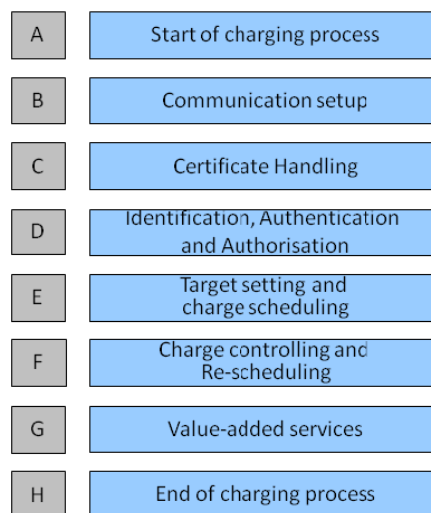 A Start of charging process
B Communication setup
C Certificate Handling
D Identification, Authentication
and Authorisation
E Target setting and
charge scheduling
F Charge controlling and
Re-scheduling
G Value-added services
H End of charging process